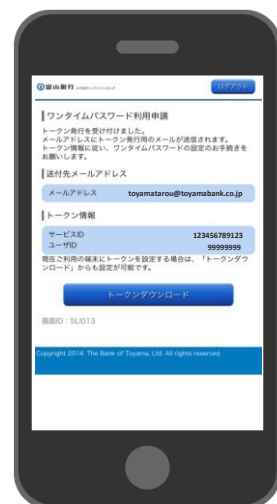 富山銀行
ログアウト
ワンタイムパスワード利用申請
トークン発行を受け付けました。
メールアドレスにトークン発行用のメールが送信されます。
トークン情報に従い、ワンタイムパスワードの設定のお手続きを
お願いします。
送付先メールアドレス
メールアドレス toyamatarou@toyamabank.co.jp
トークン情報
サービスID 123456789123
ユーザID 99999999
現在ご利用の端末にトークンを設定する場合は、「トークンダウ
ンロード」からも設定が可能です。
トークンダウンロード
画面ID：SLI013
Copyright 2014, The Bank of Toyama, Ltd. All rights reserved